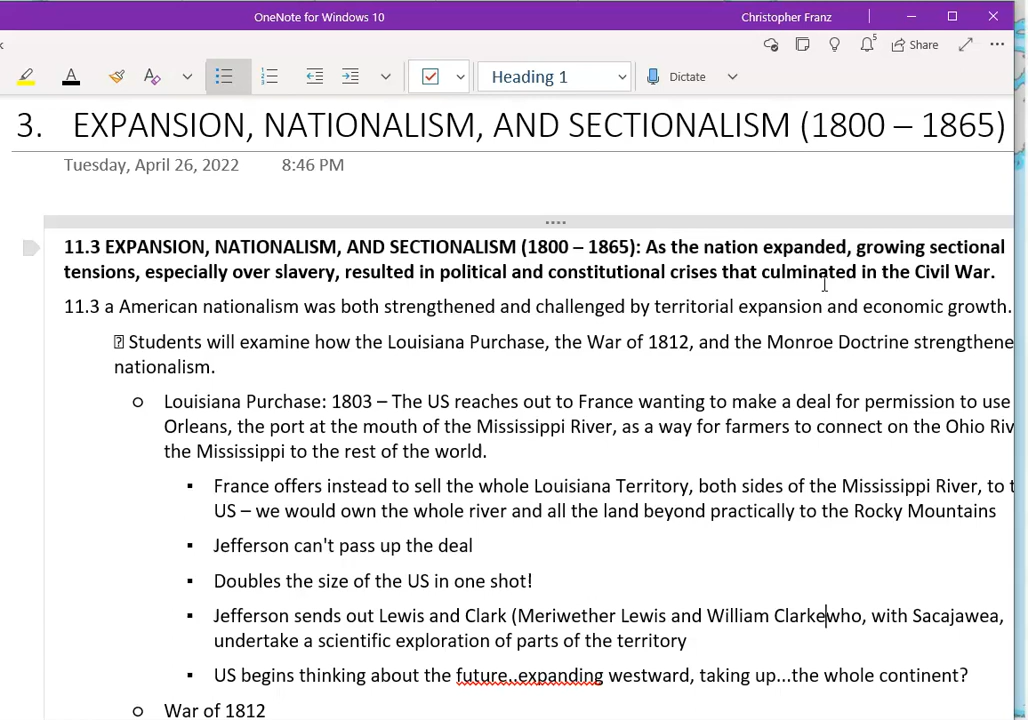 OneNote for Windows 10
Christopher Franz
5
Share
Heading 1
Dictate
3. EXPANSION, NATIONALISM, AND SECTIONALISM (1800 – 1865)
Tuesday, April 26, 2022 8:46 PM
11.3 EXPANSION, NATIONALISM, AND SECTIONALISM (1800 – 1865): As the nation expanded, growing sectional
tensions, especially over slavery, resulted in political and constitutional crises that culminated in the Civil War.
11.3 a American nationalism was both strengthened and challenged by territorial expansion and economic growth.
Students will examine how the Louisiana Purchase, the War of 1812, and the Monroe Doctrine strengthene
nationalism.
Louisiana Purchase: 1803 – The US reaches out to France wanting to make a deal for permission to use
Orleans, the port at the mouth of the Mississippi River, as a way for farmers to connect on the Ohio Riv
the Mississippi to the rest of the world.
France offers instead to sell the whole Louisiana Territory, both sides of the Mississippi River, to t
US – we would own the whole river and all the land beyond practically to the Rocky Mountains
Jefferson can't pass up the deal
Doubles the size of the US in one shot!
Jefferson sends out Lewis and Clark (Meriwether Lewis and William Clarkewho, with Sacajawea,
undertake a scientific exploration of parts of the territory
US begins thinking about the future..expanding westward, taking up...the whole continent?
War of 1812